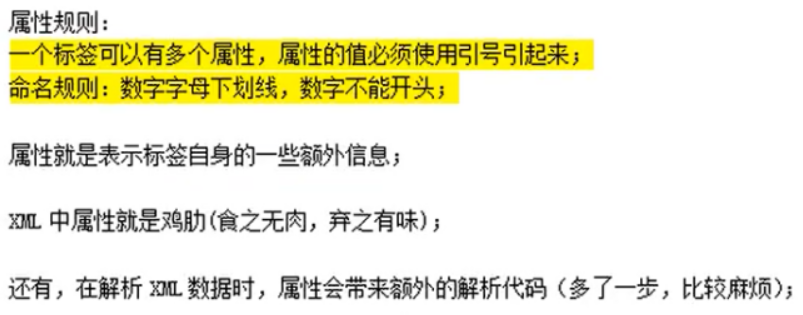 属性规则：
一个标签可以有多个属性，属性的值必须使用引号引起来；
命名规则：数字字母下划线，数字不能开头；
属性就是表示标签自身的一些额外信息；
XML 中属性就是鸡肋(食之无肉，弃之有味)；
还有，在解析 XML 数据时，属性会带来额外的解析代码（多了一步，比较麻烦)；